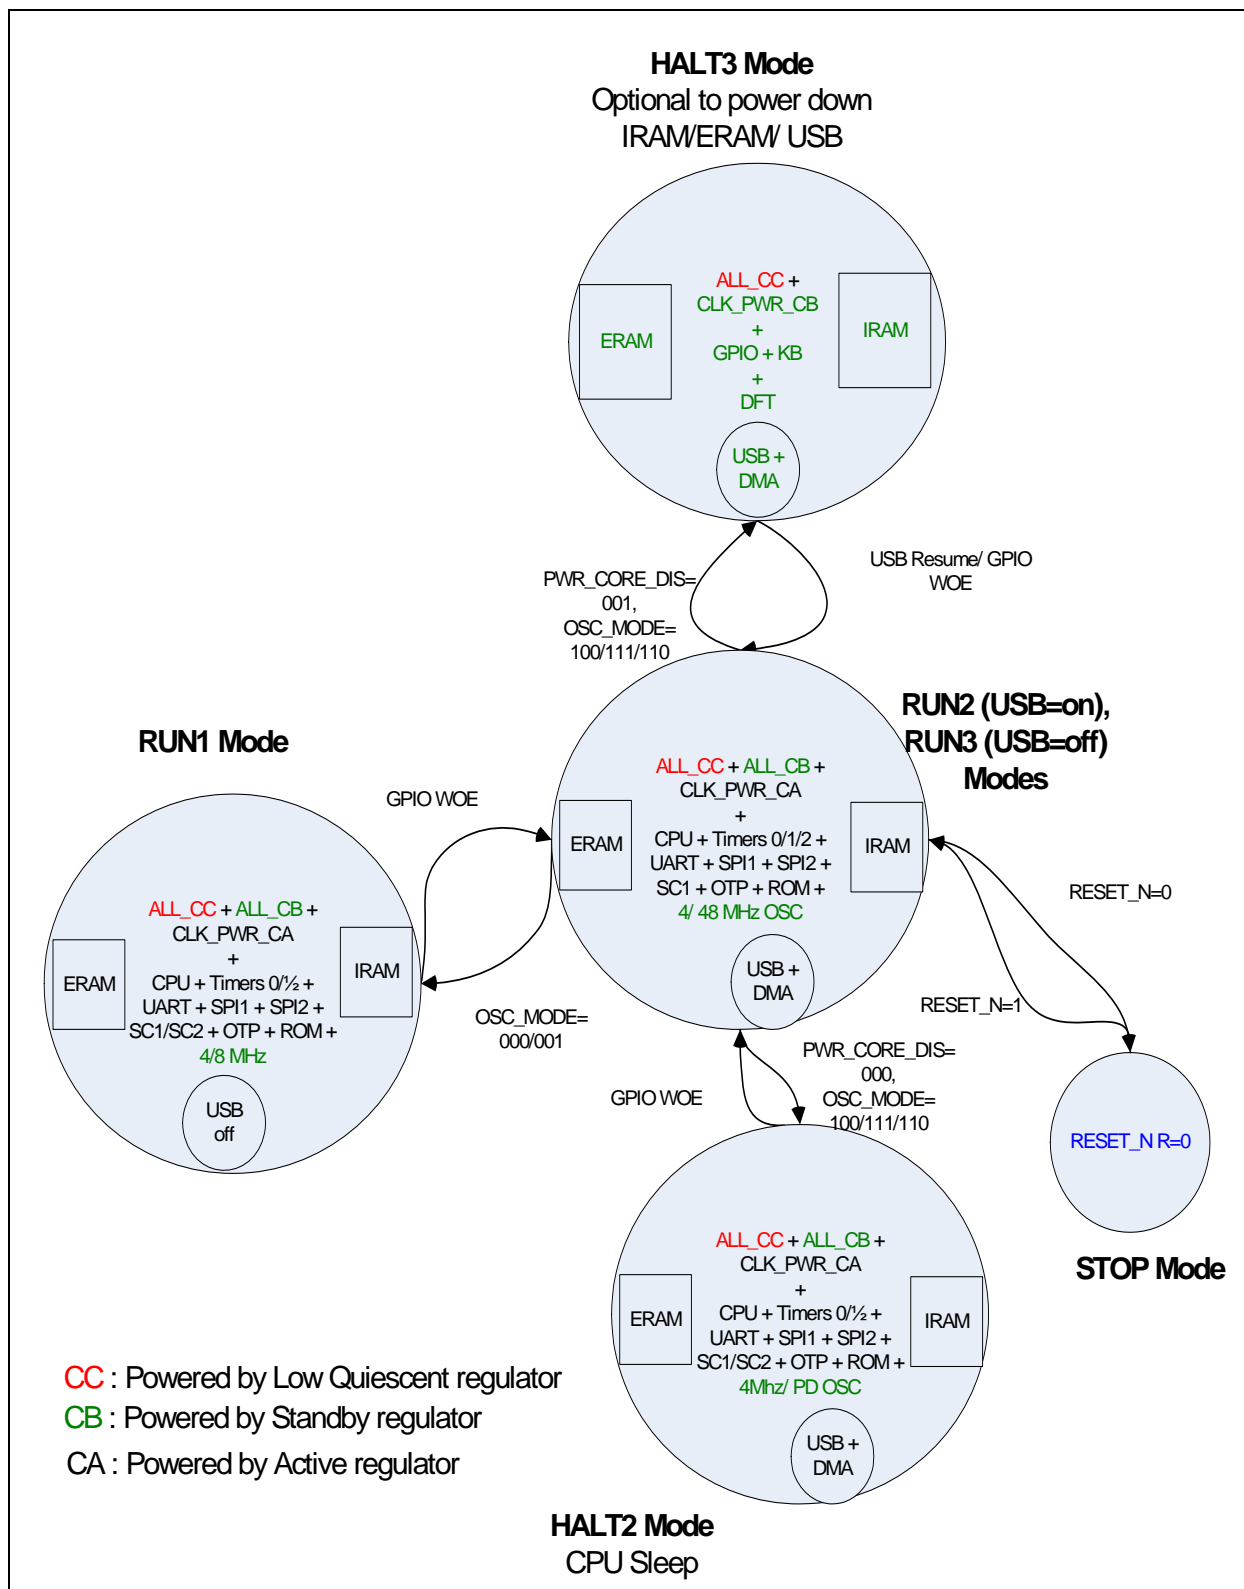 HALT3 Mode
Optional to power down
IRAM/ERAM/ USB
ALL_CC +
CLK_PWR_CB
+
GPIO + KB
+
DFT
ERAM
IRAM
USB +
DMA
PWR_CORE_DIS=
001,
OSC_MODE=
100/111/110
USB Resume/ GPIO
WOE
RUN2 (USB=on),
RUN3 (USB=off)
Modes
ALL_CC + ALL_CB +
CLK_PWR_CA
+
CPU + Timers 0/1/2 +
UART + SPI1 + SPI2 +
SC1 + OTP + ROM +
4/ 48 MHz OSC
ERAM
IRAM
USB +
DMA
RUN1 Mode
GPIO WOE
ALL_CC + ALL_CB +
CLK_PWR_CA
+
CPU + Timers 0/½ +
UART + SPI1 + SPI2 +
SC1/SC2 + OTP + ROM +
4/8 MHz
ERAM
IRAM
USB
off
OSC_MODE=
000/001
RESET_N=0
RESET_N=1
RESET_N R=0
STOP Mode
GPIO WOE
PWR_CORE_DIS=
000,
OSC_MODE=
100/111/110
ALL_CC + ALL_CB +
CLK_PWR_CA
+
CPU + Timers 0/½ +
UART + SPI1 + SPI2 +
SC1/SC2 + OTP + ROM +
4Mhz/ PD OSC
ERAM
IRAM
USB +
DMA
HALT2 Mode
CPU Sleep
CC : Powered by Low Quiescent regulator
CB : Powered by Standby regulator
CA : Powered by Active regulator